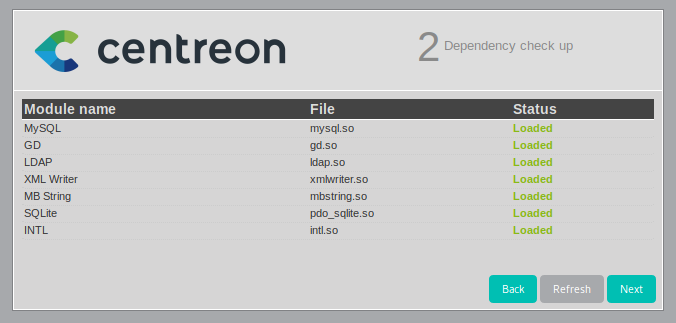 centreon
2 Dependency check up
Module name File Status
MySQL mysql.so Loaded
GD gd.so Loaded
LDAP ldap.so Loaded
XML Writer xmlwriter.so Loaded
MB String mbstring.so Loaded
SQLite pdo_sqlite.so Loaded
INTL intl.so Loaded
Back Refresh Next